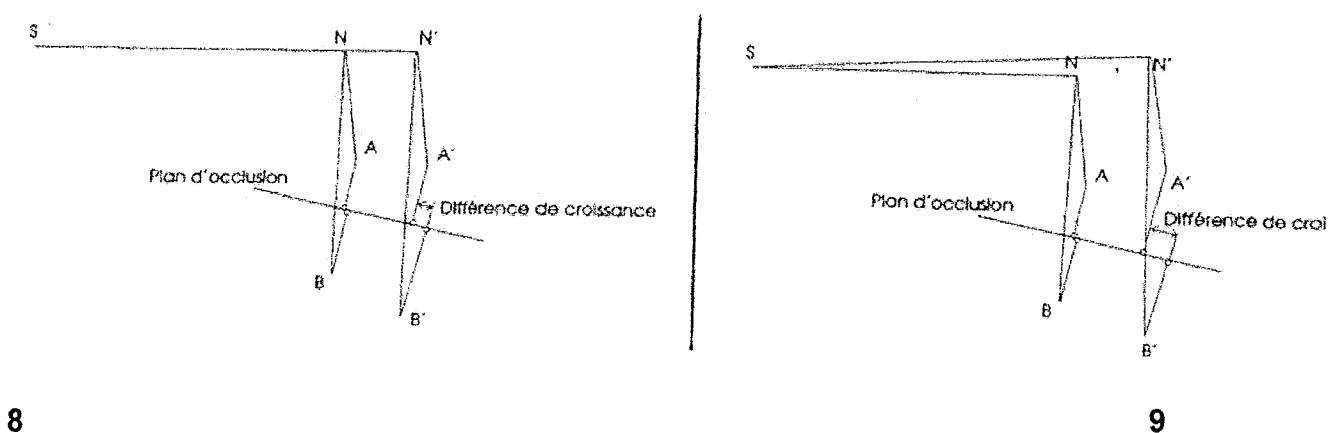 S
N
N'
A
A'
Plan d'occlusion
Différence de croissance
B
B'
8
S
N
N'
A
A'
Plan d'occlusion
Différence de croi
B
B'
9